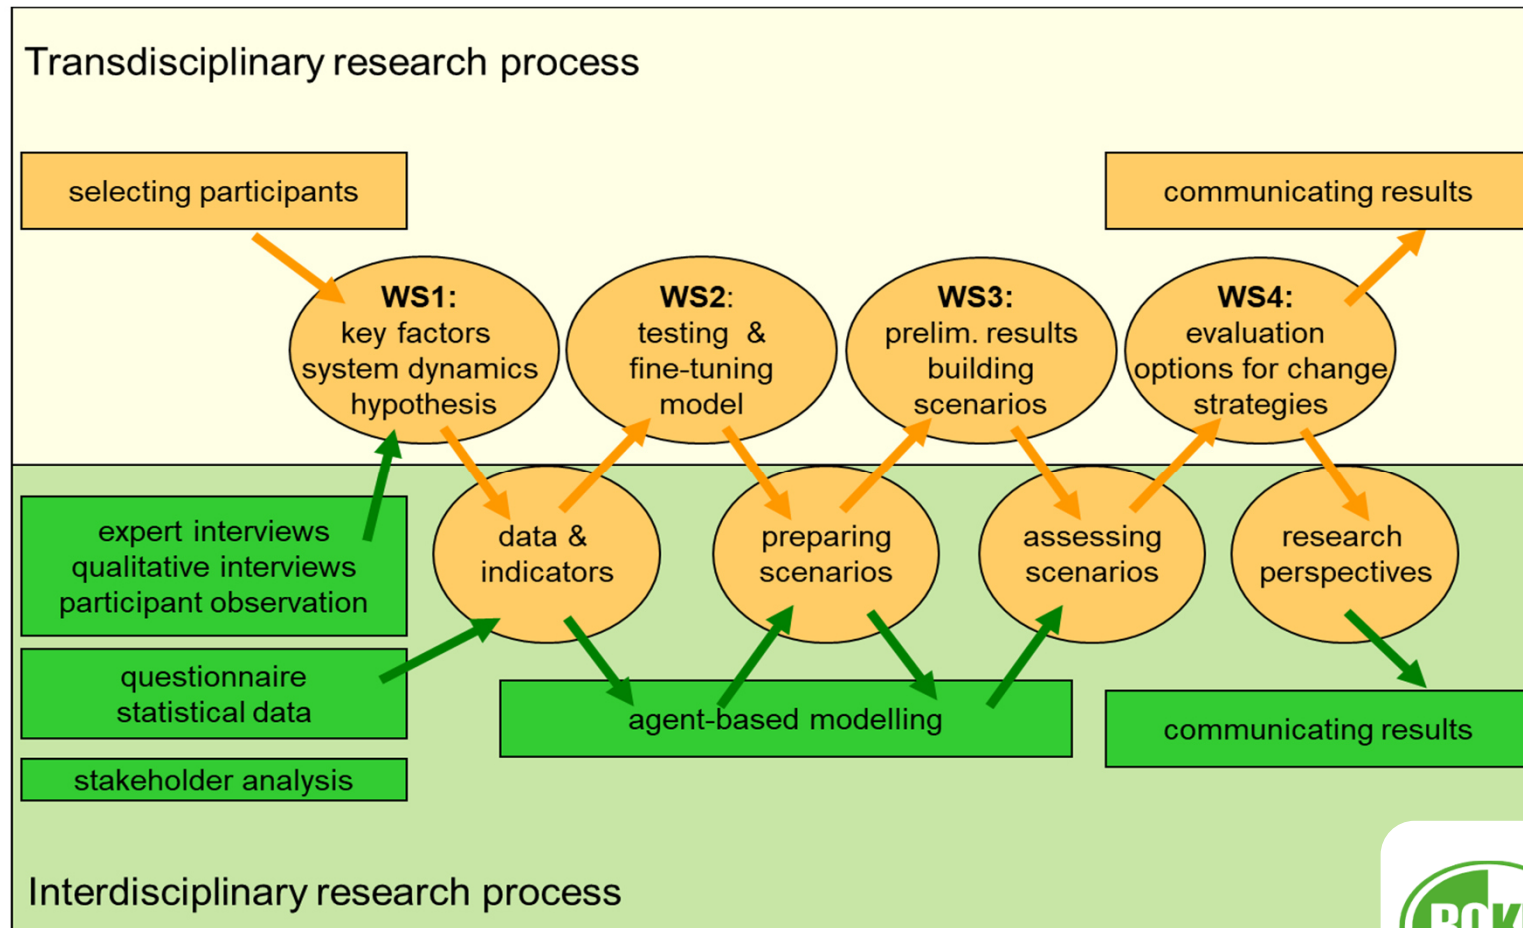 Transdisciplinary research process
selecting participants
communicating results
WS1:
key factors
system dynamics
hypothesis
WS2:
testing & 
fine-tuning
model
WS3:
prelim. results
building
scenarios
WS4:
evaluation
options for change
strategies
expert interviews
qualitative interviews
participant observation
data &
indicators
preparing
scenarios
assessing
scenarios
research
perspectives
questionnaire
statistical data
agent-based modelling
communicating results
stakeholder analysis
Interdisciplinary research process